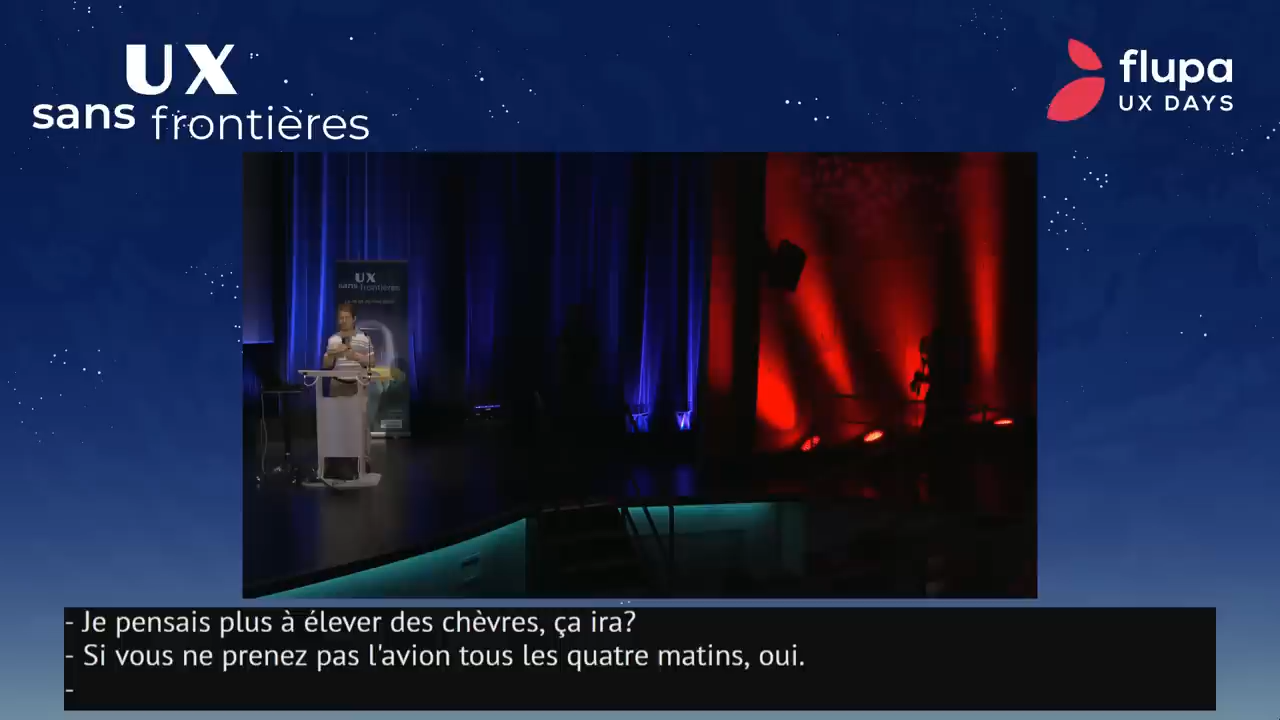 UX
sans frontières
flupa
UX DAYS
UX
sans frontières
- Je pensais plus à élever des chèvres, ça ira?
- Si vous ne prenez pas l'avion tous les quatre matins, oui.
-